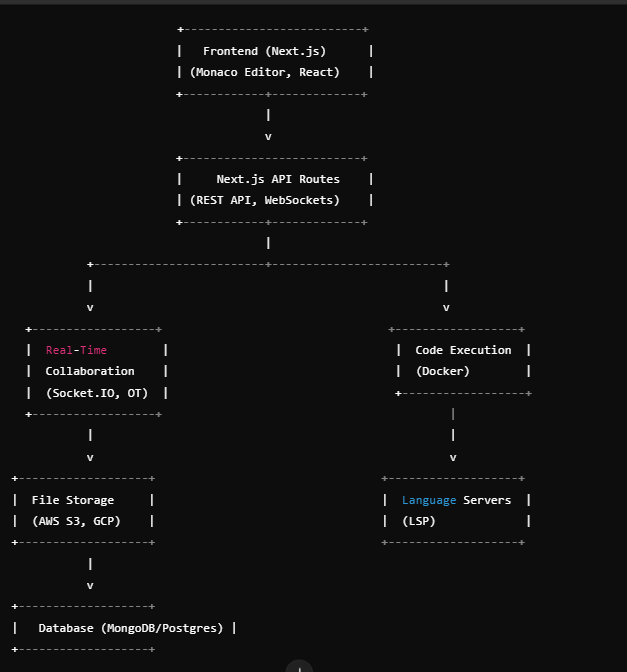 Frontend (Next.js)
(Monaco Editor, React)
v
Next.js API Routes
(REST API, WebSockets)
v v
Real-Time
Collaboration
(Socket.IO, OT)
Code Execution
(Docker)
v v
File Storage
(AWS S3, GCP)
Language Servers
(LSP)
v
Database (MongoDB/Postgres)